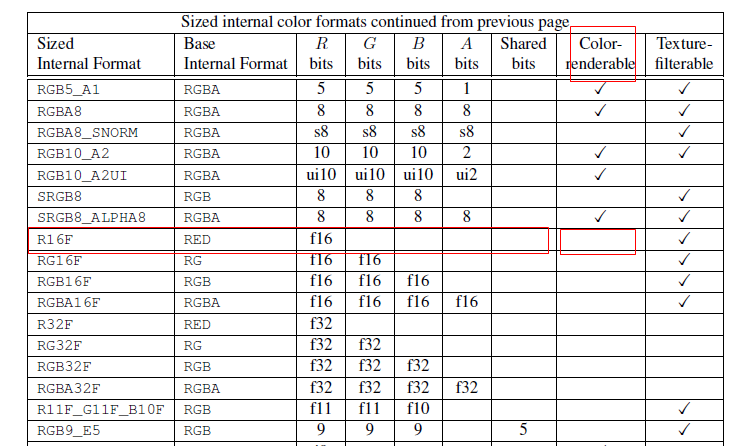 Sized internal color formats continued from previous page
Sized Internal Format Base Internal Format R bits G bits B bits A bits Shared bits Color-renderable Texture-filterable
RGB5_A1 RGBA 5 5 5 1 ✓ ✓
RGBA8 RGBA 8 8 8 8 ✓ ✓
RGBA8_SNORM RGBA s8 s8 s8 s8 ✓
RGB10_A2 RGBA 10 10 10 2 ✓ ✓
RGB10_A2UI RGBA ui10 ui10 ui10 ui2 ✓
SRGB8 RGB 8 8 8 ✓
SRGB8_ALPHA8 RGBA 8 8 8 8 ✓ ✓
R16F RED f16 ✓
RG16F RG f16 f16 ✓
RGB16F RGB f16 f16 f16 ✓
RGBA16F RGBA f16 f16 f16 f16 ✓
R32F RED f32
RG32F RG f32 f32
RGB32F RGB f32 f32 f32
RGBA32F RGBA f32 f32 f32 f32
R11F_G11F_B10F RGB f11 f11 f10 ✓
RGB9_E5 RGB 9 9 9 5 ✓